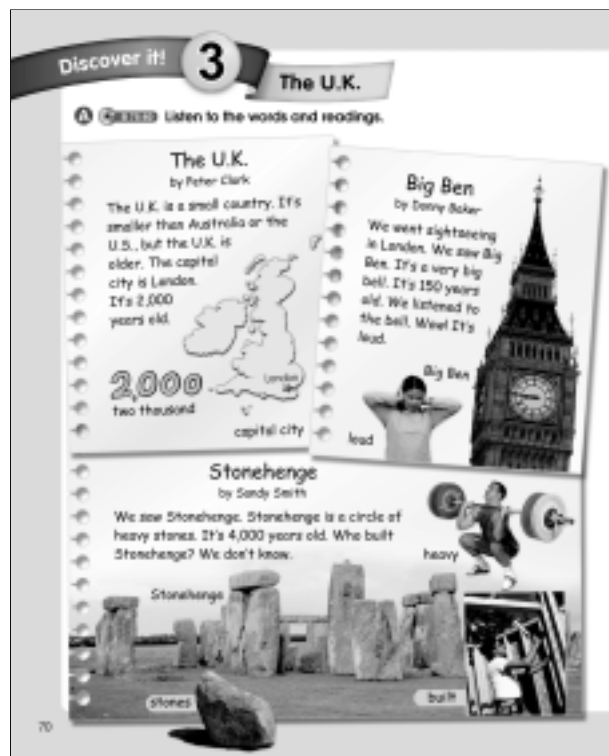 Discover it!
3
The U.K.
A Listen to the words and readings.
The U.K.
by Peter Clark
The U.K. is a small country. It's
smaller than Australia or the
U.S., but the U.K. is
older. The capital
city is London.
It's 2,000
years old.
London
2,000
two thousand
capital city
Big Ben
by Danny Baker
We went sightseeing
in London. We saw Big
Ben. It's a very big
bell. It's 150 years
old. We listened to
the bell. Wow! It's
loud.
Big Ben
loud
Stonehenge
by Sandy Smith
We saw Stonehenge. Stonehenge is a circle of
heavy stones. It's 4,000 years old. Who built
Stonehenge? We don't know.
heavy
Stonehenge
stones
built
70